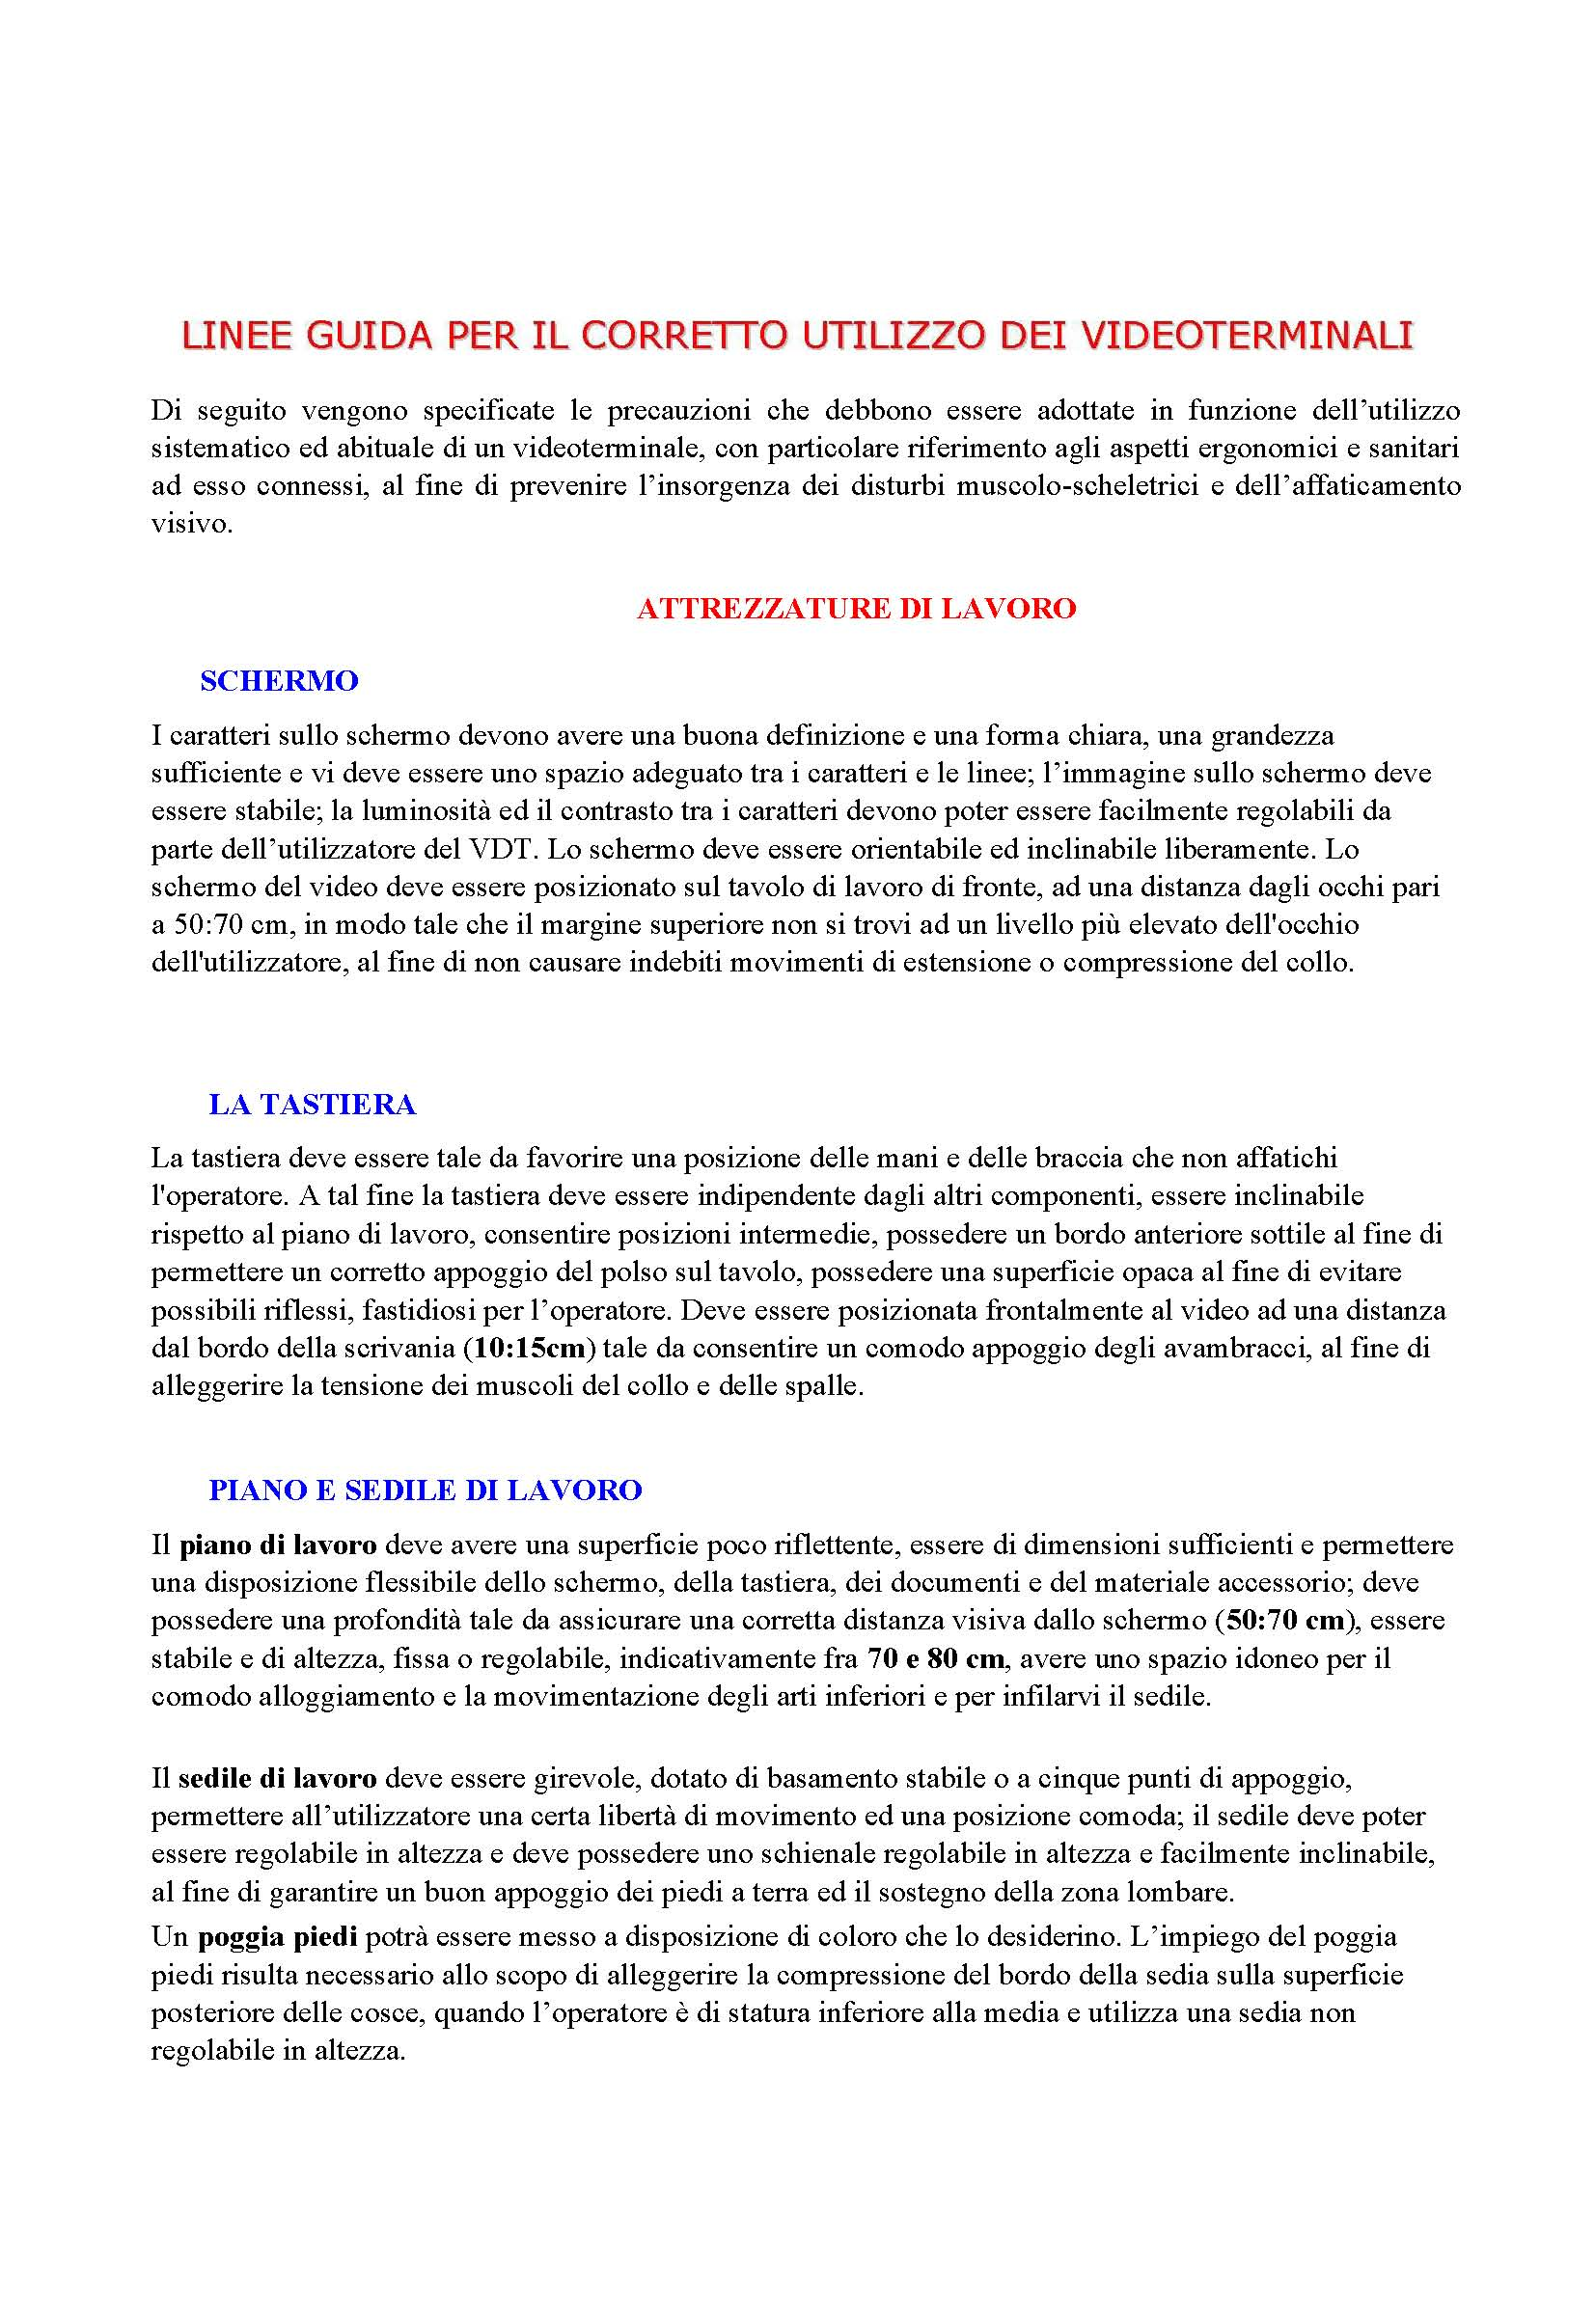 LINEE GUIDA PER IL CORRETTO UTILIZZO DEI VIDEOTERMINALI
Di seguito vengono specificate le precauzioni che debbono essere adottate in funzione dell’utilizzo
sistematico ed abituale di un videoterminale, con particolare riferimento agli aspetti ergonomici e sanitari
ad esso connessi, al fine di prevenire l’insorgenza dei disturbi muscolo-scheletrici e dell’affaticamento
visivo.
ATTREZZATURE DI LAVORO
SCHERMO
I caratteri sullo schermo devono avere una buona definizione e una forma chiara, una grandezza
sufficiente e vi deve essere uno spazio adeguato tra i caratteri e le linee; l’immagine sullo schermo deve
essere stabile; la luminosità ed il contrasto tra i caratteri devono poter essere facilmente regolabili da
parte dell’utilizzatore del VDT. Lo schermo deve essere orientabile ed inclinabile liberamente. Lo
schermo del video deve essere posizionato sul tavolo di lavoro di fronte, ad una distanza dagli occhi pari
a 50:70 cm, in modo tale che il margine superiore non si trovi ad un livello più elevato dell'occhio
dell'utilizzatore, al fine di non causare indebiti movimenti di estensione o compressione del collo.
LA TASTIERA
La tastiera deve essere tale da favorire una posizione delle mani e delle braccia che non affatichi
l'operatore. A tal fine la tastiera deve essere indipendente dagli altri componenti, essere inclinabile
rispetto al piano di lavoro, consentire posizioni intermedie, possedere un bordo anteriore sottile al fine di
permettere un corretto appoggio del polso sul tavolo, possedere una superficie opaca al fine di evitare
possibili riflessi, fastidiosi per l’operatore. Deve essere posizionata frontalmente al video ad una distanza
dal bordo della scrivania (10:15cm) tale da consentire un comodo appoggio degli avambracci, al fine di
alleggerire la tensione dei muscoli del collo e delle spalle.
PIANO E SEDILE DI LAVORO
Il piano di lavoro deve avere una superficie poco riflettente, essere di dimensioni sufficienti e permettere
una disposizione flessibile dello schermo, della tastiera, dei documenti e del materiale accessorio; deve
possedere una profondità tale da assicurare una corretta distanza visiva dallo schermo (50:70 cm), essere
stabile e di altezza, fissa o regolabile, indicativamente fra 70 e 80 cm, avere uno spazio idoneo per il
comodo alloggiamento e la movimentazione degli arti inferiori e per infilarvi il sedile.
Il sedile di lavoro deve essere girevole, dotato di basamento stabile o a cinque punti di appoggio,
permettere all’utilizzatore una certa libertà di movimento ed una posizione comoda; il sedile deve poter
essere regolabile in altezza e deve possedere uno schienale regolabile in altezza e facilmente inclinabile,
al fine di garantire un buon appoggio dei piedi a terra ed il sostegno della zona lombare.
Un poggia piedi potrà essere messo a disposizione di coloro che lo desiderino. L’impiego del poggia
piedi risulta necessario allo scopo di alleggerire la compressione del bordo della sedia sulla superficie
posteriore delle cosce, quando l’operatore è di statura inferiore alla media e utilizza una sedia non
regolabile in altezza.